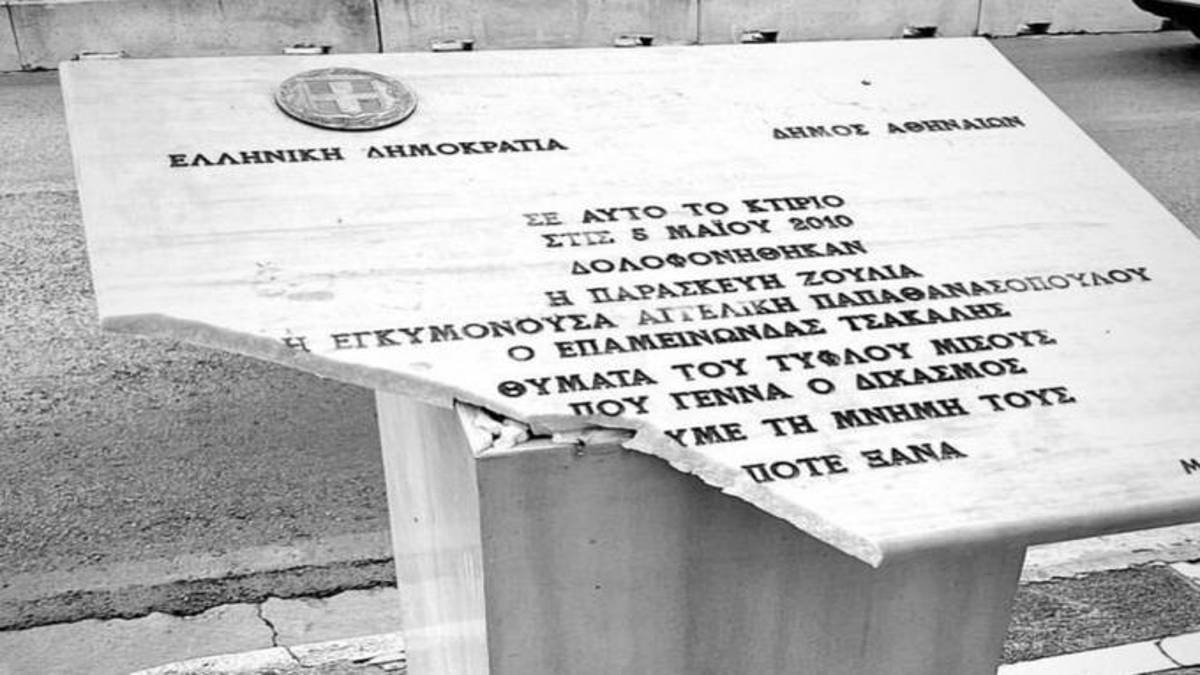 ΕΛΛΗΝΙΚΗ ΔΗΜΟΚΡΑΤΙΑ
ΔΗΜΟΣ ΑΘΗΝΑΙΩΝ
ΣΕ ΑΥΤΟ ΤΟ ΚΤΙΡΙΟ
ΣΤΙΣ 5 ΜΑΪΟΥ 2010
ΔΟΛΟΦΟΝΗΘΗΚΑΝ
Η ΠΑΡΑΣΚΕΥΗ ΖΟΥΛΙΑ
Η ΕΓΚΥΜΟΝΟΥΣΑ ΑΓΓΕΛΙΚΗ ΠΑΠΑΘΑΝΑΣΟΠΟΥΛΟΥ
Ο ΕΠΑΜΕΙΝΩΝΔΑΣ ΤΣΑΚΑΛΗΣ
ΘΥΜΑΤΑ ΤΟΥ ΤΥΦΛΟΥ ΜΙΣΟΥΣ
ΠΟΥ ΓΕΝΝΑ Ο ΔΙΧΑΣΜΟΣ
ΥΜΕ ΤΗ ΜΝΗΜΗ ΤΟΥΣ
ΠΟΤΕ ΞΑΝΑ